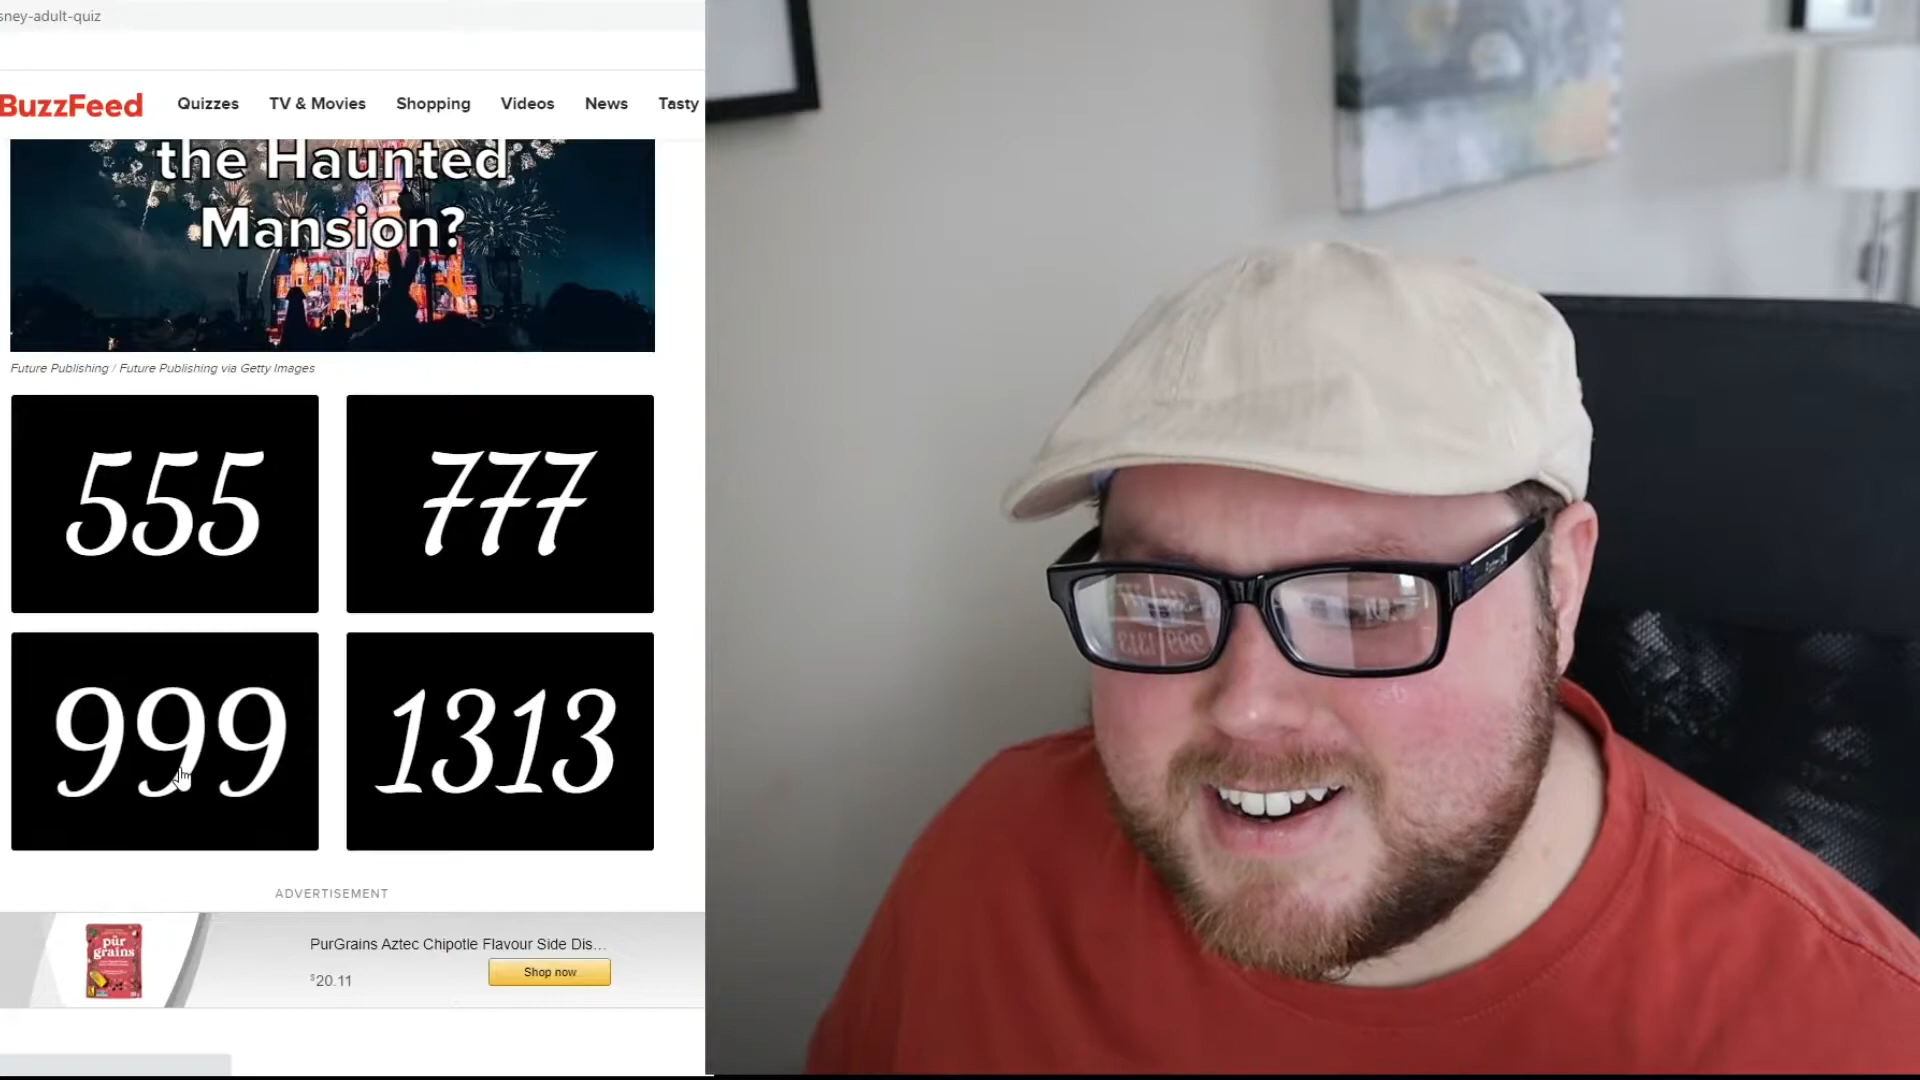 sney-adult-quiz
BuzzFeed Quizzes TV & Movies Shopping Videos News Tasty
the Haunted
Mansion?
Future Publishing / Future Publishing via Getty Images
555 777
999 1313
ADVERTISEMENT
pür
grains
PurGrains Aztec Chipotle Flavour Side Dis...
$20.11
Shop now